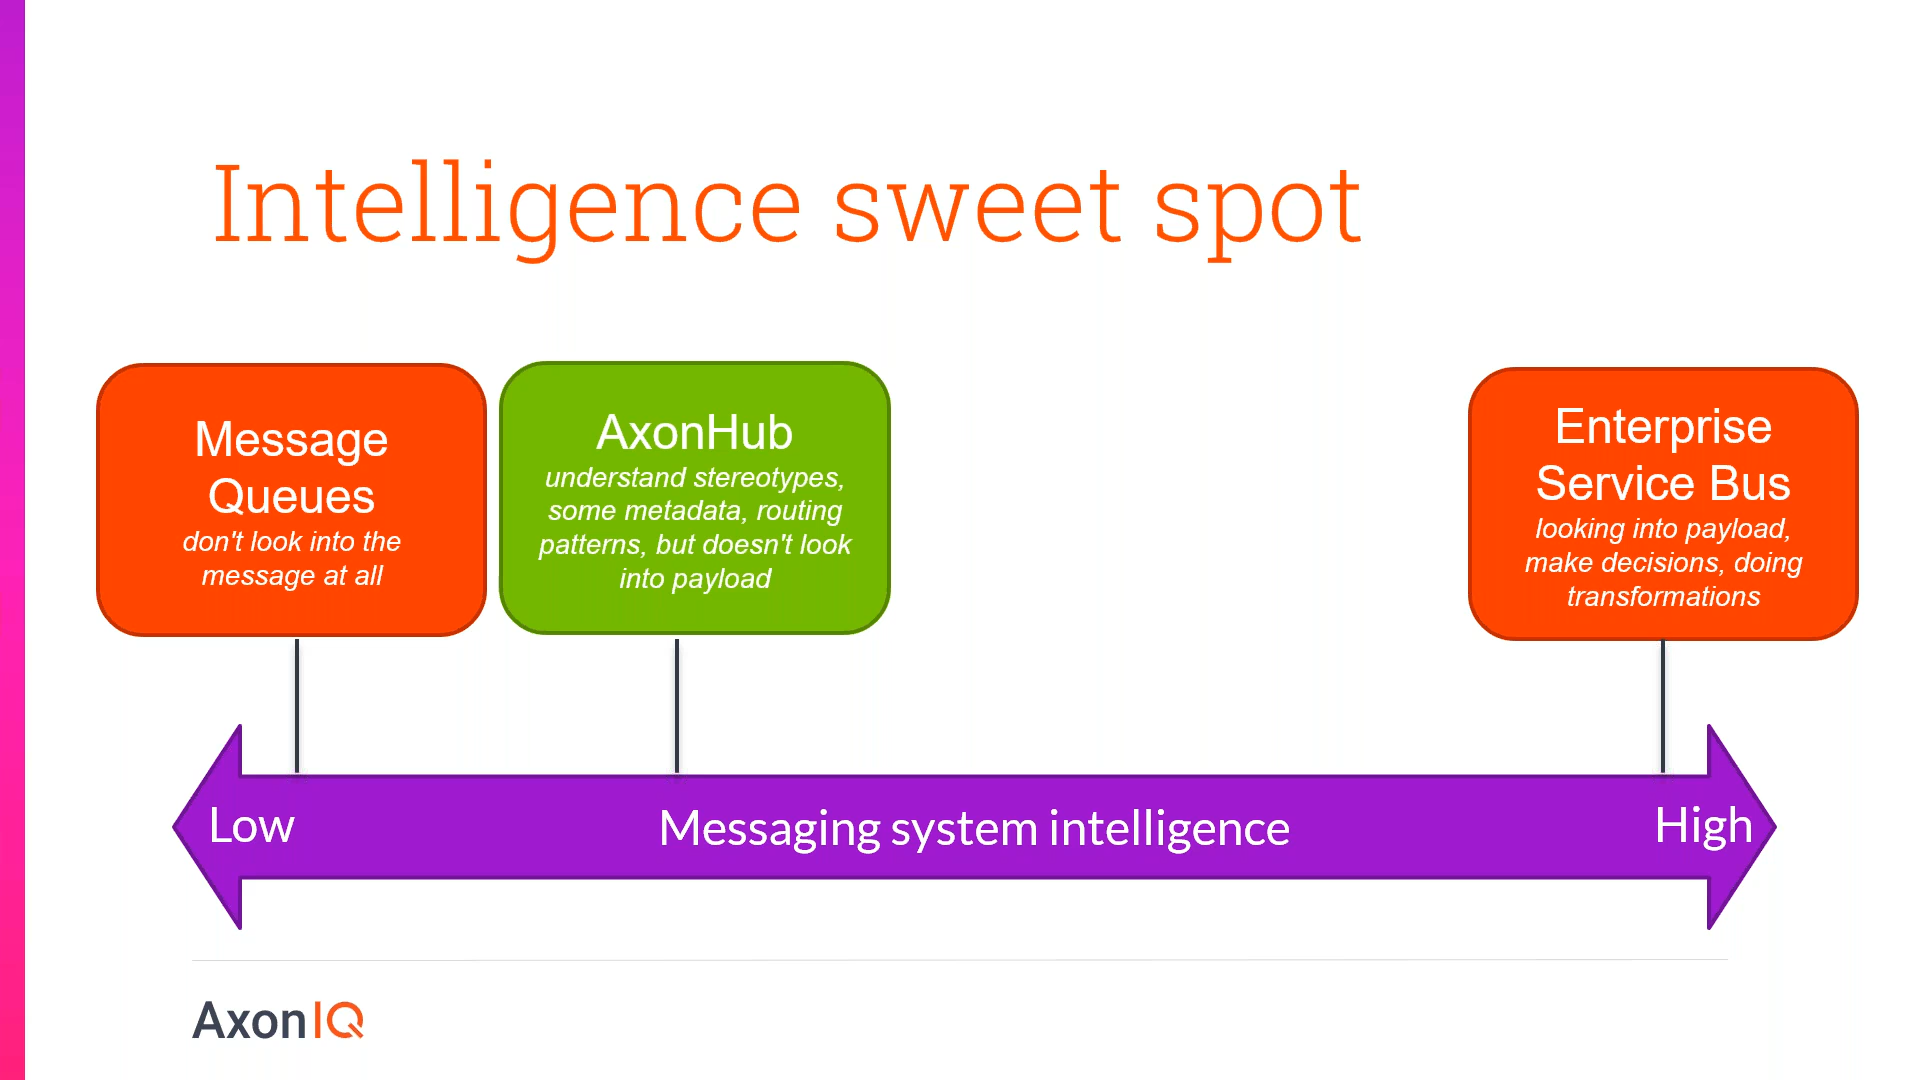 Intelligence sweet spot
Message
Queues
don't look into the
message at all
AxonHub
understand stereotypes,
some metadata, routing
patterns, but doesn't look
into payload
Enterprise
Service Bus
looking into payload,
make decisions, doing
transformations
Low
Messaging system intelligence
High
AxonIQ